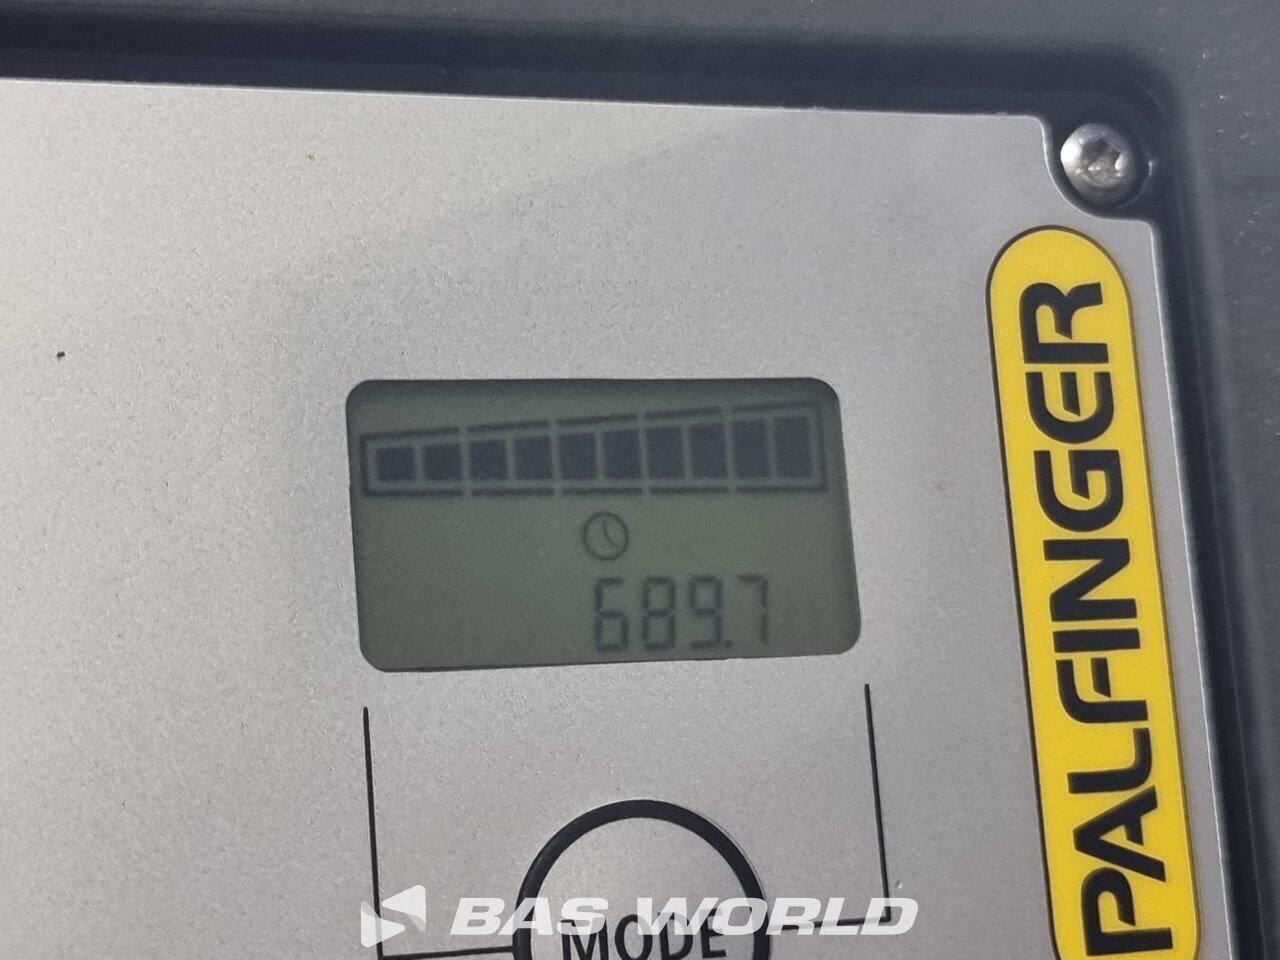 689.7
PALFINGER
MODE
BAS WORLD